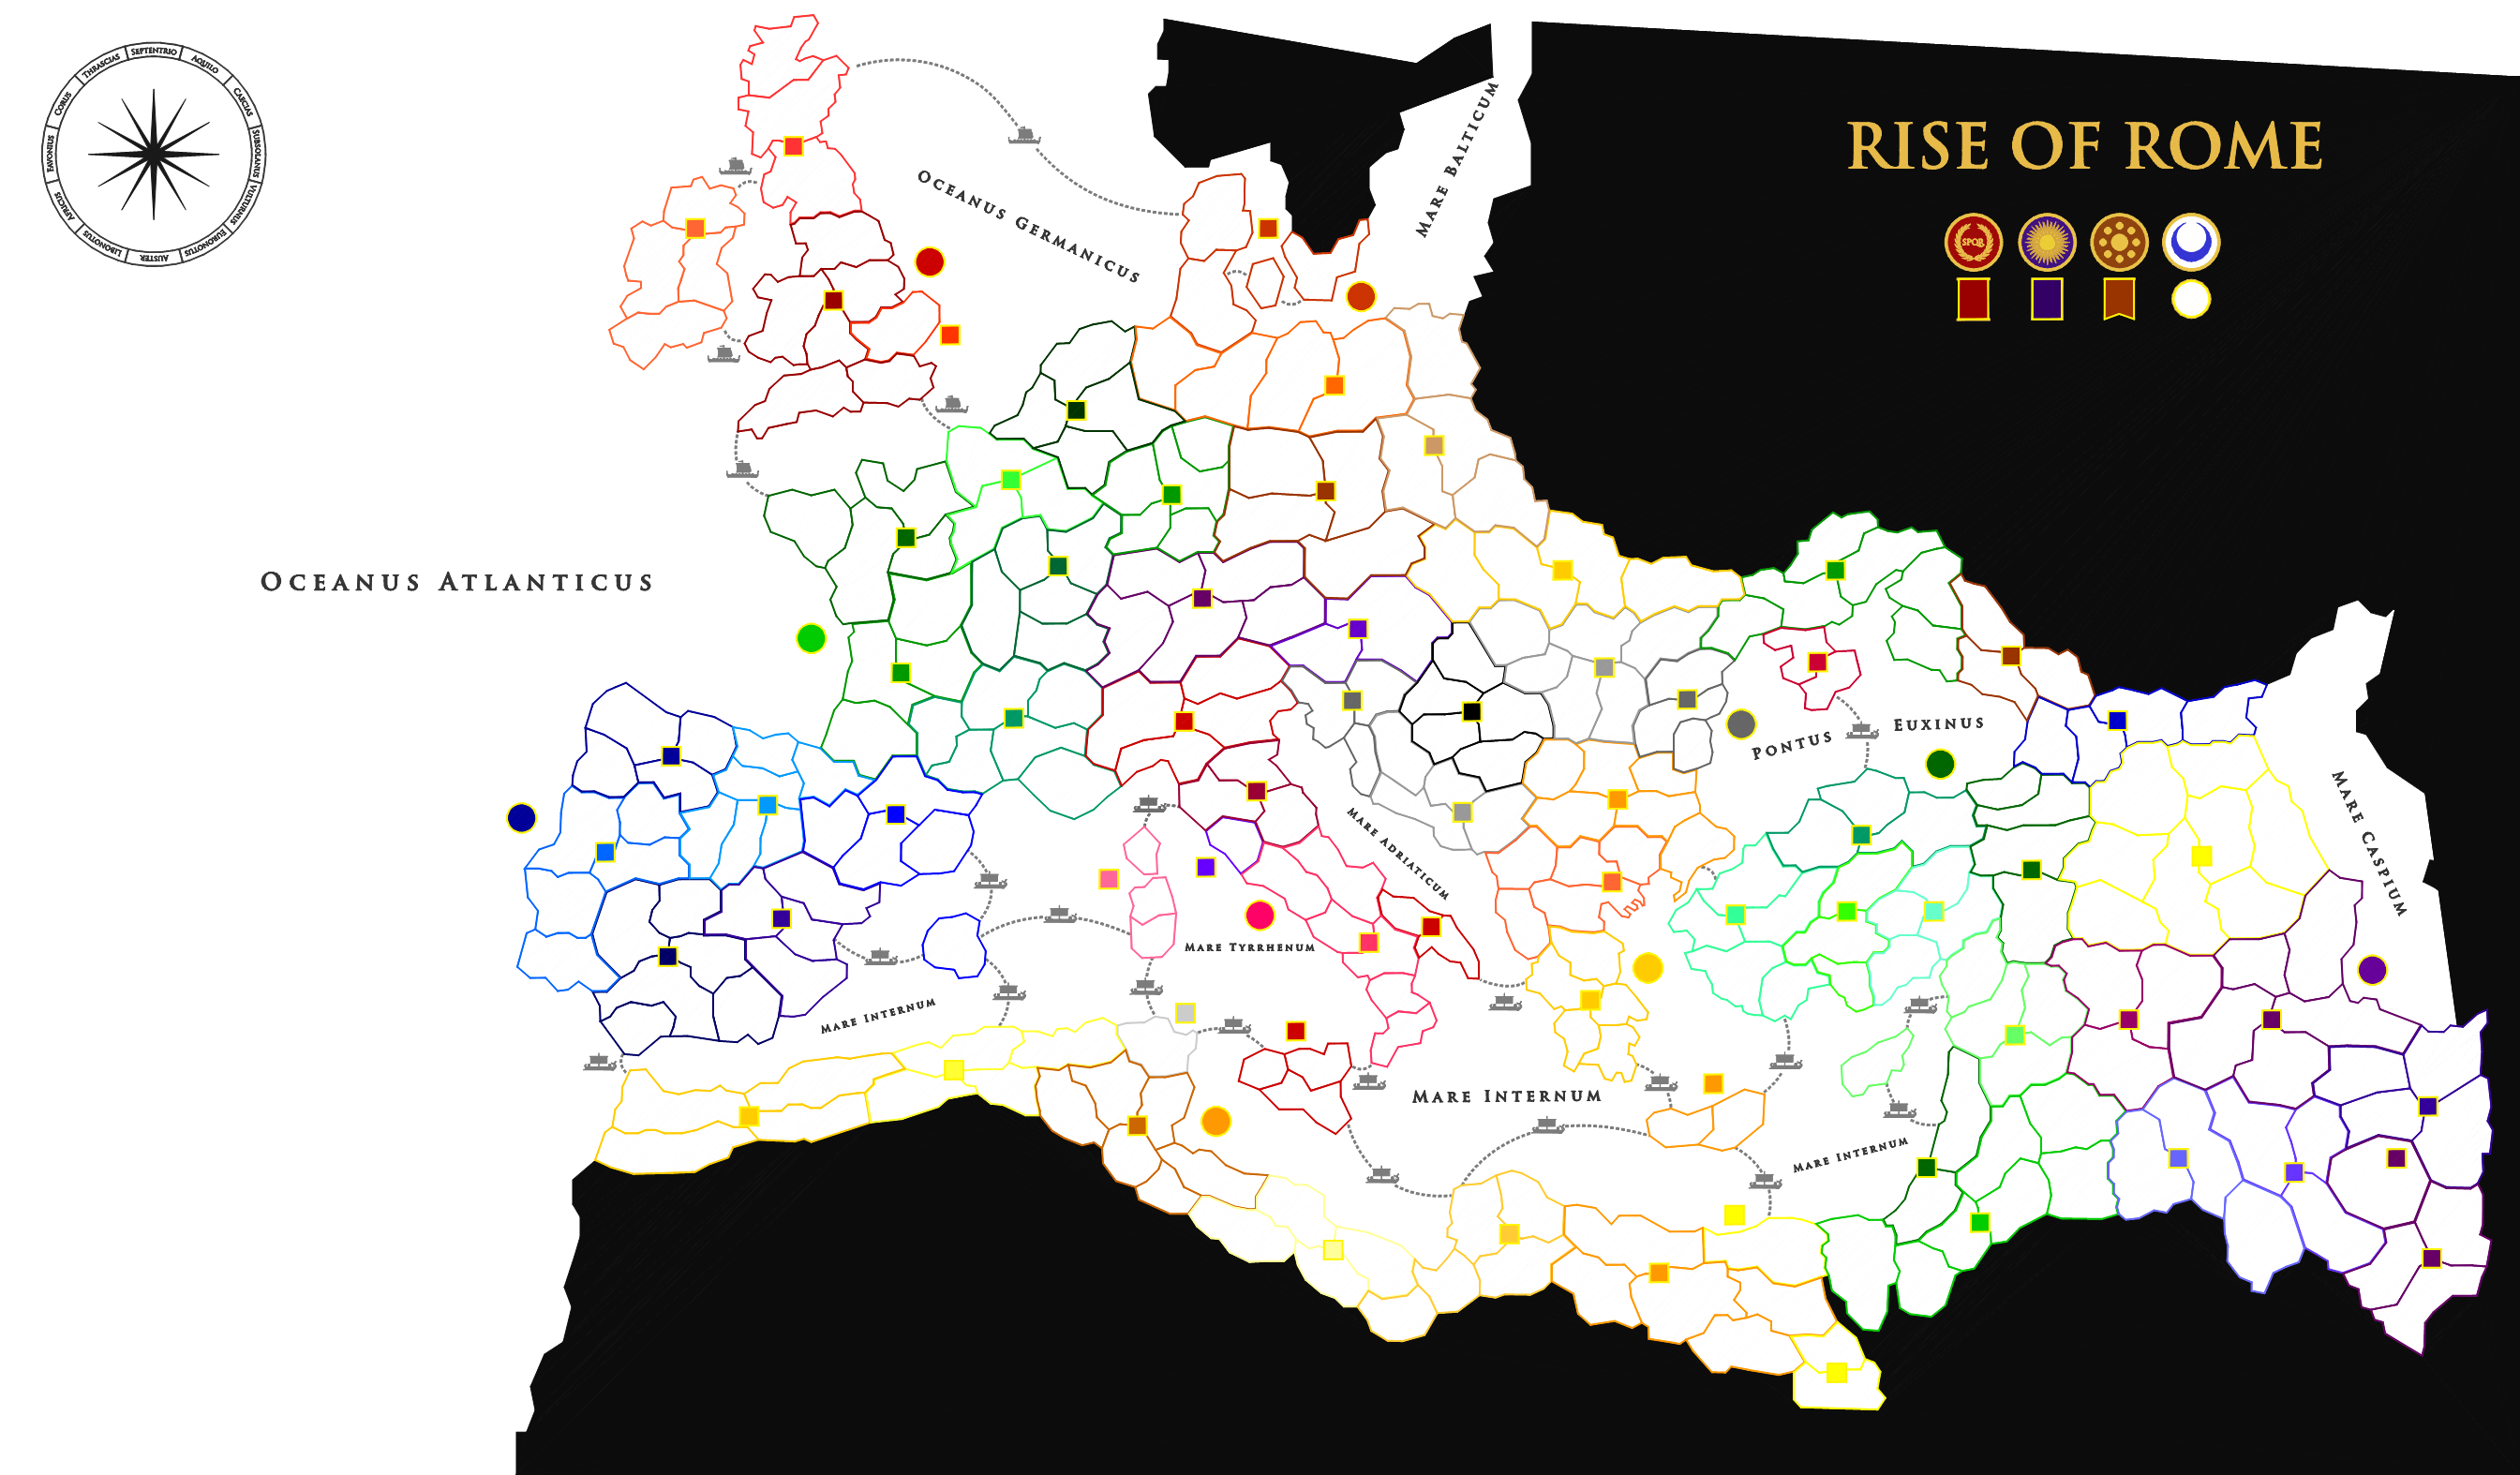 SEPTENTRIO
AQUILO
CAECIAS
SUBSOLANUS
VULTURNUS
EURONOTUS
AUSTER
LIBONOTUS
AFRICUS
FAVONIUS
CORUS
THRASCIAS
RISE OF ROME
SPQR
MARE BALTICUM
OCEANUS GERMANICUS
OCEANUS ATLANTICUS
PONTUS EUXINUS
MARE CASPIUM
MARE ADRIATICUM
MARE TYRRHENUM
MARE INTERNUM
MARE INTERNUM
MARE INTERNUM